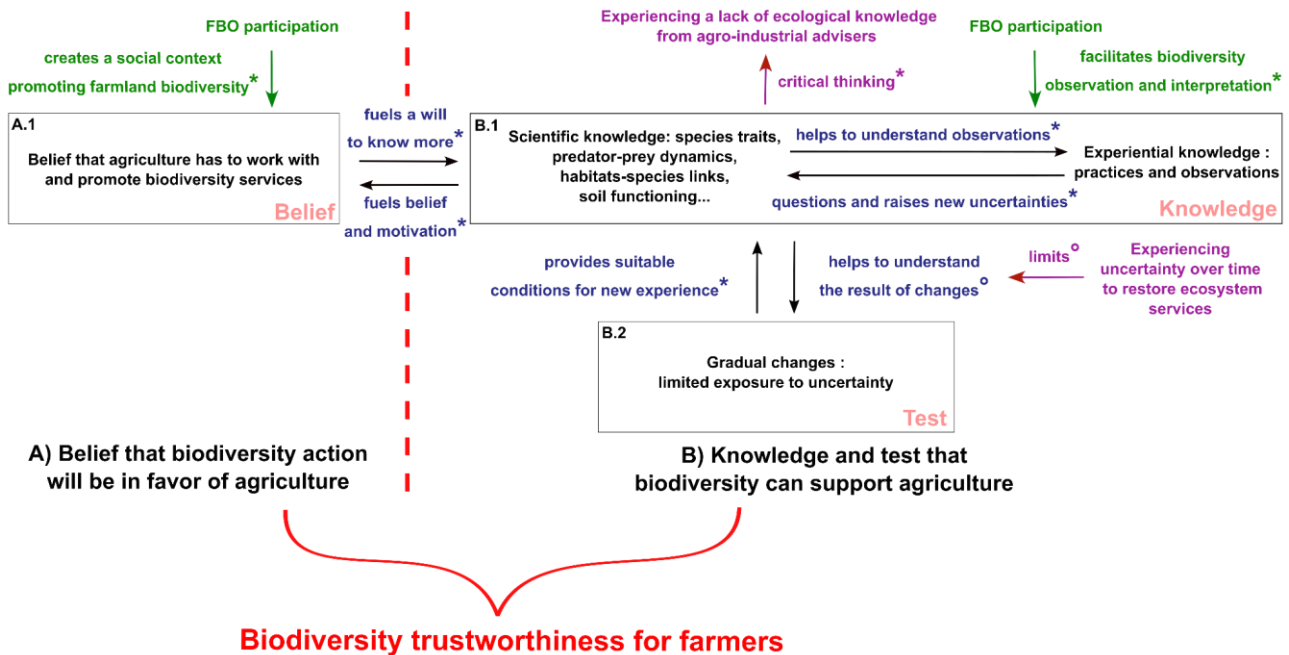 FBO participation
creates a social context
promoting farmland biodiversity*
Experiencing a lack of ecological knowledge
from agro-industrial advisers
critical thinking*
FBO participation
facilitates biodiversity
observation and interpretation*
A.1
Belief that agriculture has to work with
and promote biodiversity services
Belief
fuels a will
to know more*
fuels belief
and motivation*
B.1
Scientific knowledge: species traits,
predator-prey dynamics,
habitats-species links,
soil functioning...
helps to understand observations*
questions and raises new uncertainties*
Experiential knowledge :
practices and observations
Knowledge
provides suitable
conditions for new experience*
helps to understand
the result of changes°
limits°
Experiencing
uncertainty over time
to restore ecosystem
services
B.2
Gradual changes :
limited exposure to uncertainty
Test
A) Belief that biodiversity action
will be in favor of agriculture
B) Knowledge and test that
biodiversity can support agriculture
Biodiversity trustworthiness for farmers